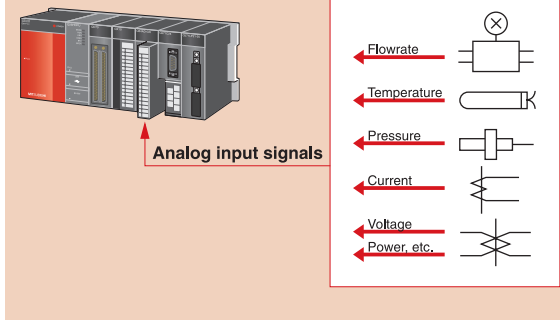 Flowrate
Temperature
Pressure
Analog input signals
Current
Voltage
Power, etc.